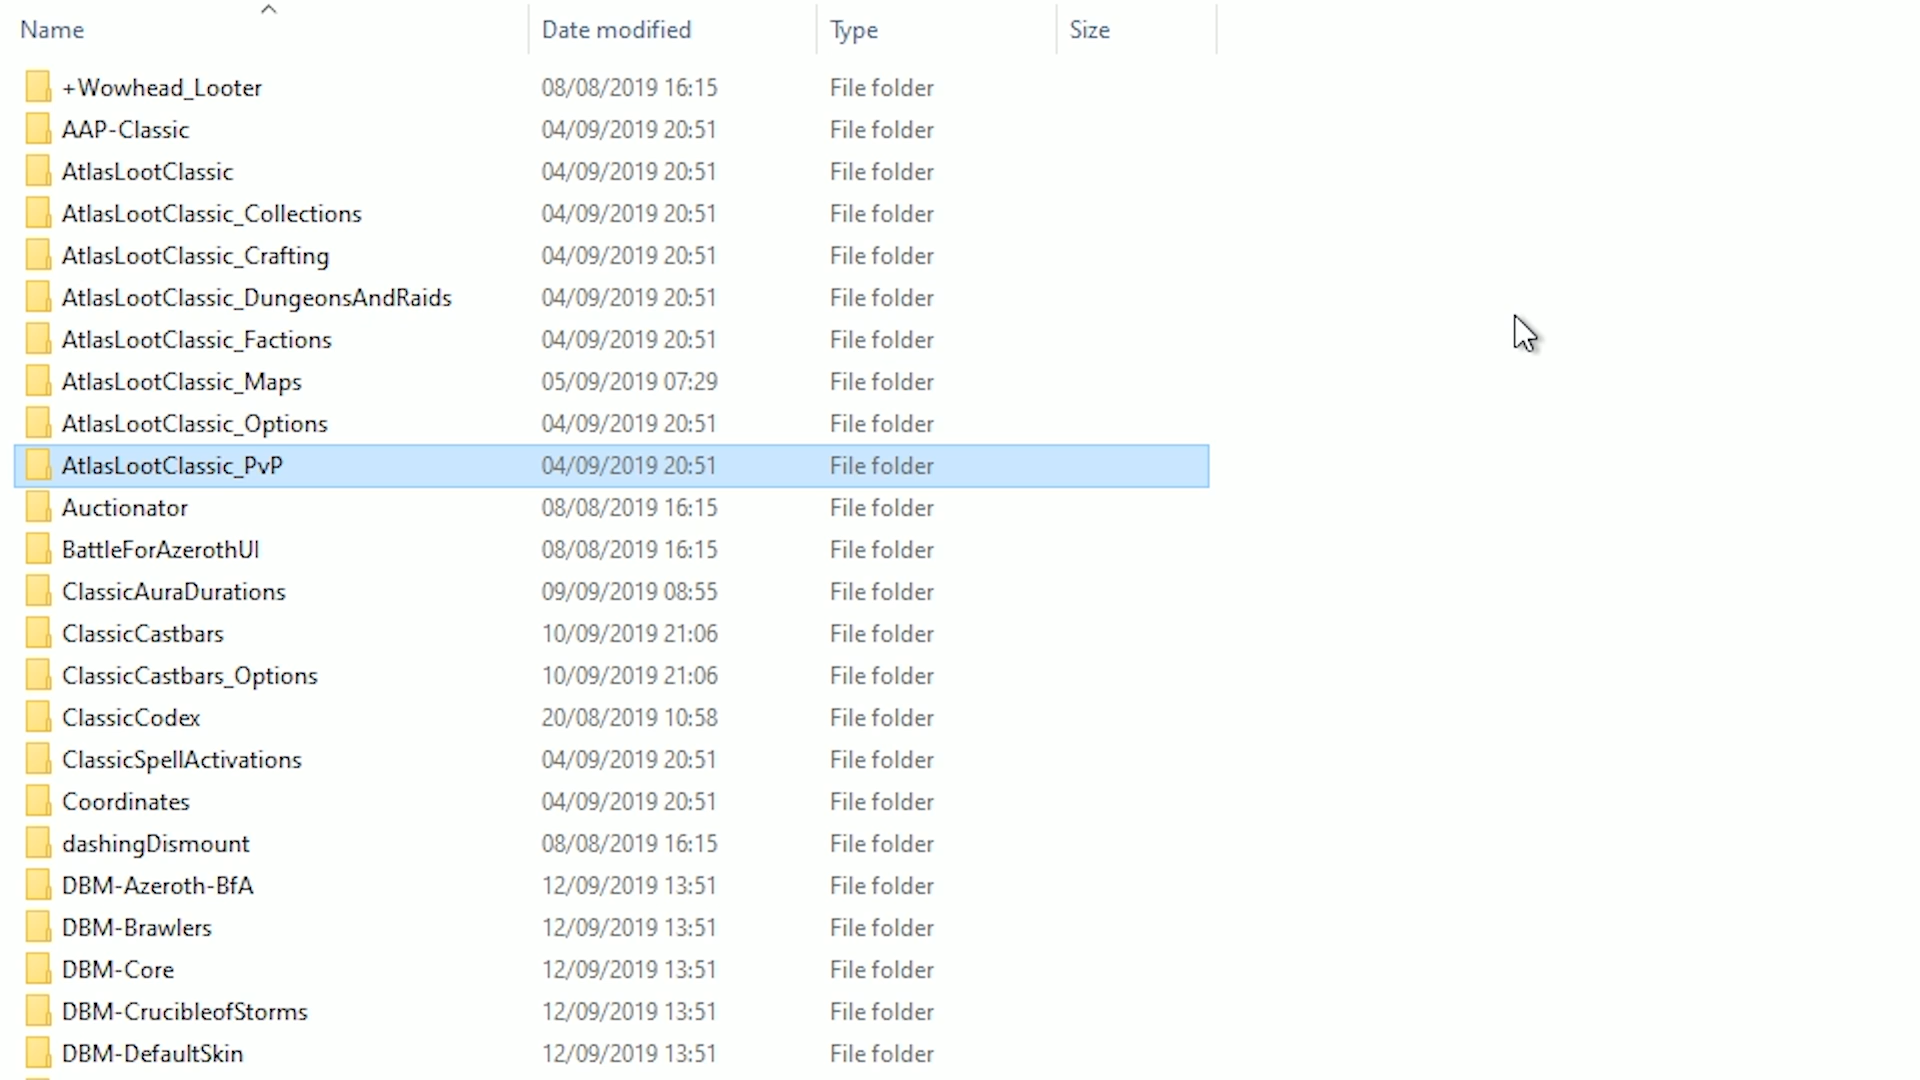 Name Date modified Type Size
+Wowhead_Looter 08/08/2019 16:15 File folder
AAP-Classic 04/09/2019 20:51 File folder
AtlasLootClassic 04/09/2019 20:51 File folder
AtlasLootClassic_Collections 04/09/2019 20:51 File folder
AtlasLootClassic_Crafting 04/09/2019 20:51 File folder
AtlasLootClassic_DungeonsAndRaids 04/09/2019 20:51 File folder
AtlasLootClassic_Factions 04/09/2019 20:51 File folder
AtlasLootClassic_Maps 05/09/2019 07:29 File folder
AtlasLootClassic_Options 04/09/2019 20:51 File folder
AtlasLootClassic_PvP 04/09/2019 20:51 File folder
Auctionator 08/08/2019 16:15 File folder
BattleForAzerothUI 08/08/2019 16:15 File folder
ClassicAuraDurations 09/09/2019 08:55 File folder
ClassicCastbars 10/09/2019 21:06 File folder
ClassicCastbars_Options 10/09/2019 21:06 File folder
ClassicCodex 20/08/2019 10:58 File folder
ClassicSpellActivations 04/09/2019 20:51 File folder
Coordinates 04/09/2019 20:51 File folder
dashingDismount 08/08/2019 16:15 File folder
DBM-Azeroth-BfA 12/09/2019 13:51 File folder
DBM-Brawlers 12/09/2019 13:51 File folder
DBM-Core 12/09/2019 13:51 File folder
DBM-CrucibleofStorms 12/09/2019 13:51 File folder
DBM-DefaultSkin 12/09/2019 13:51 File folder